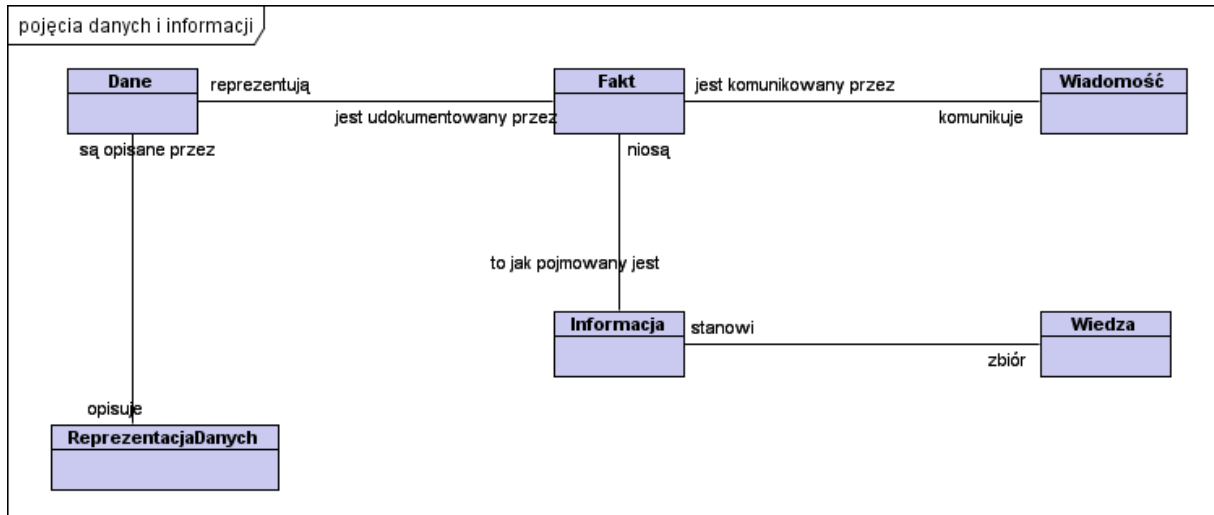 pojęcia danych i informacji
Dane
reprezentują
Fakt
jest komunikowany przez
Wiadomość
jest udokumentowany przez
komunikuje
są opisane przez
niosą
to jak pojmowany jest
Informacja
stanowi
Wiedza
zbiór
opisuje
ReprezentacjaDanych